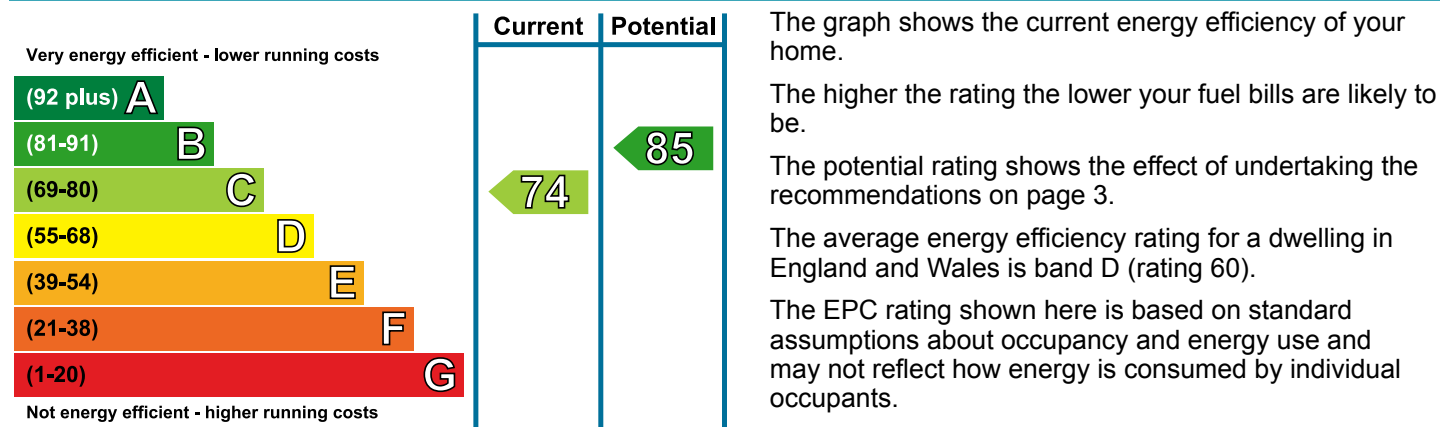 Current Potential
Very energy efficient - lower running costs
(92 plus) A
(81-91) B
(69-80) C
(55-68) D
(39-54) E
(21-38) F
(1-20) G
Not energy efficient - higher running costs
74
85
The graph shows the current energy efficiency of your
home.
The higher the rating the lower your fuel bills are likely to
be.
The potential rating shows the effect of undertaking the
recommendations on page 3.
The average energy efficiency rating for a dwelling in
England and Wales is band D (rating 60).
The EPC rating shown here is based on standard
assumptions about occupancy and energy use and
may not reflect how energy is consumed by individual
occupants.